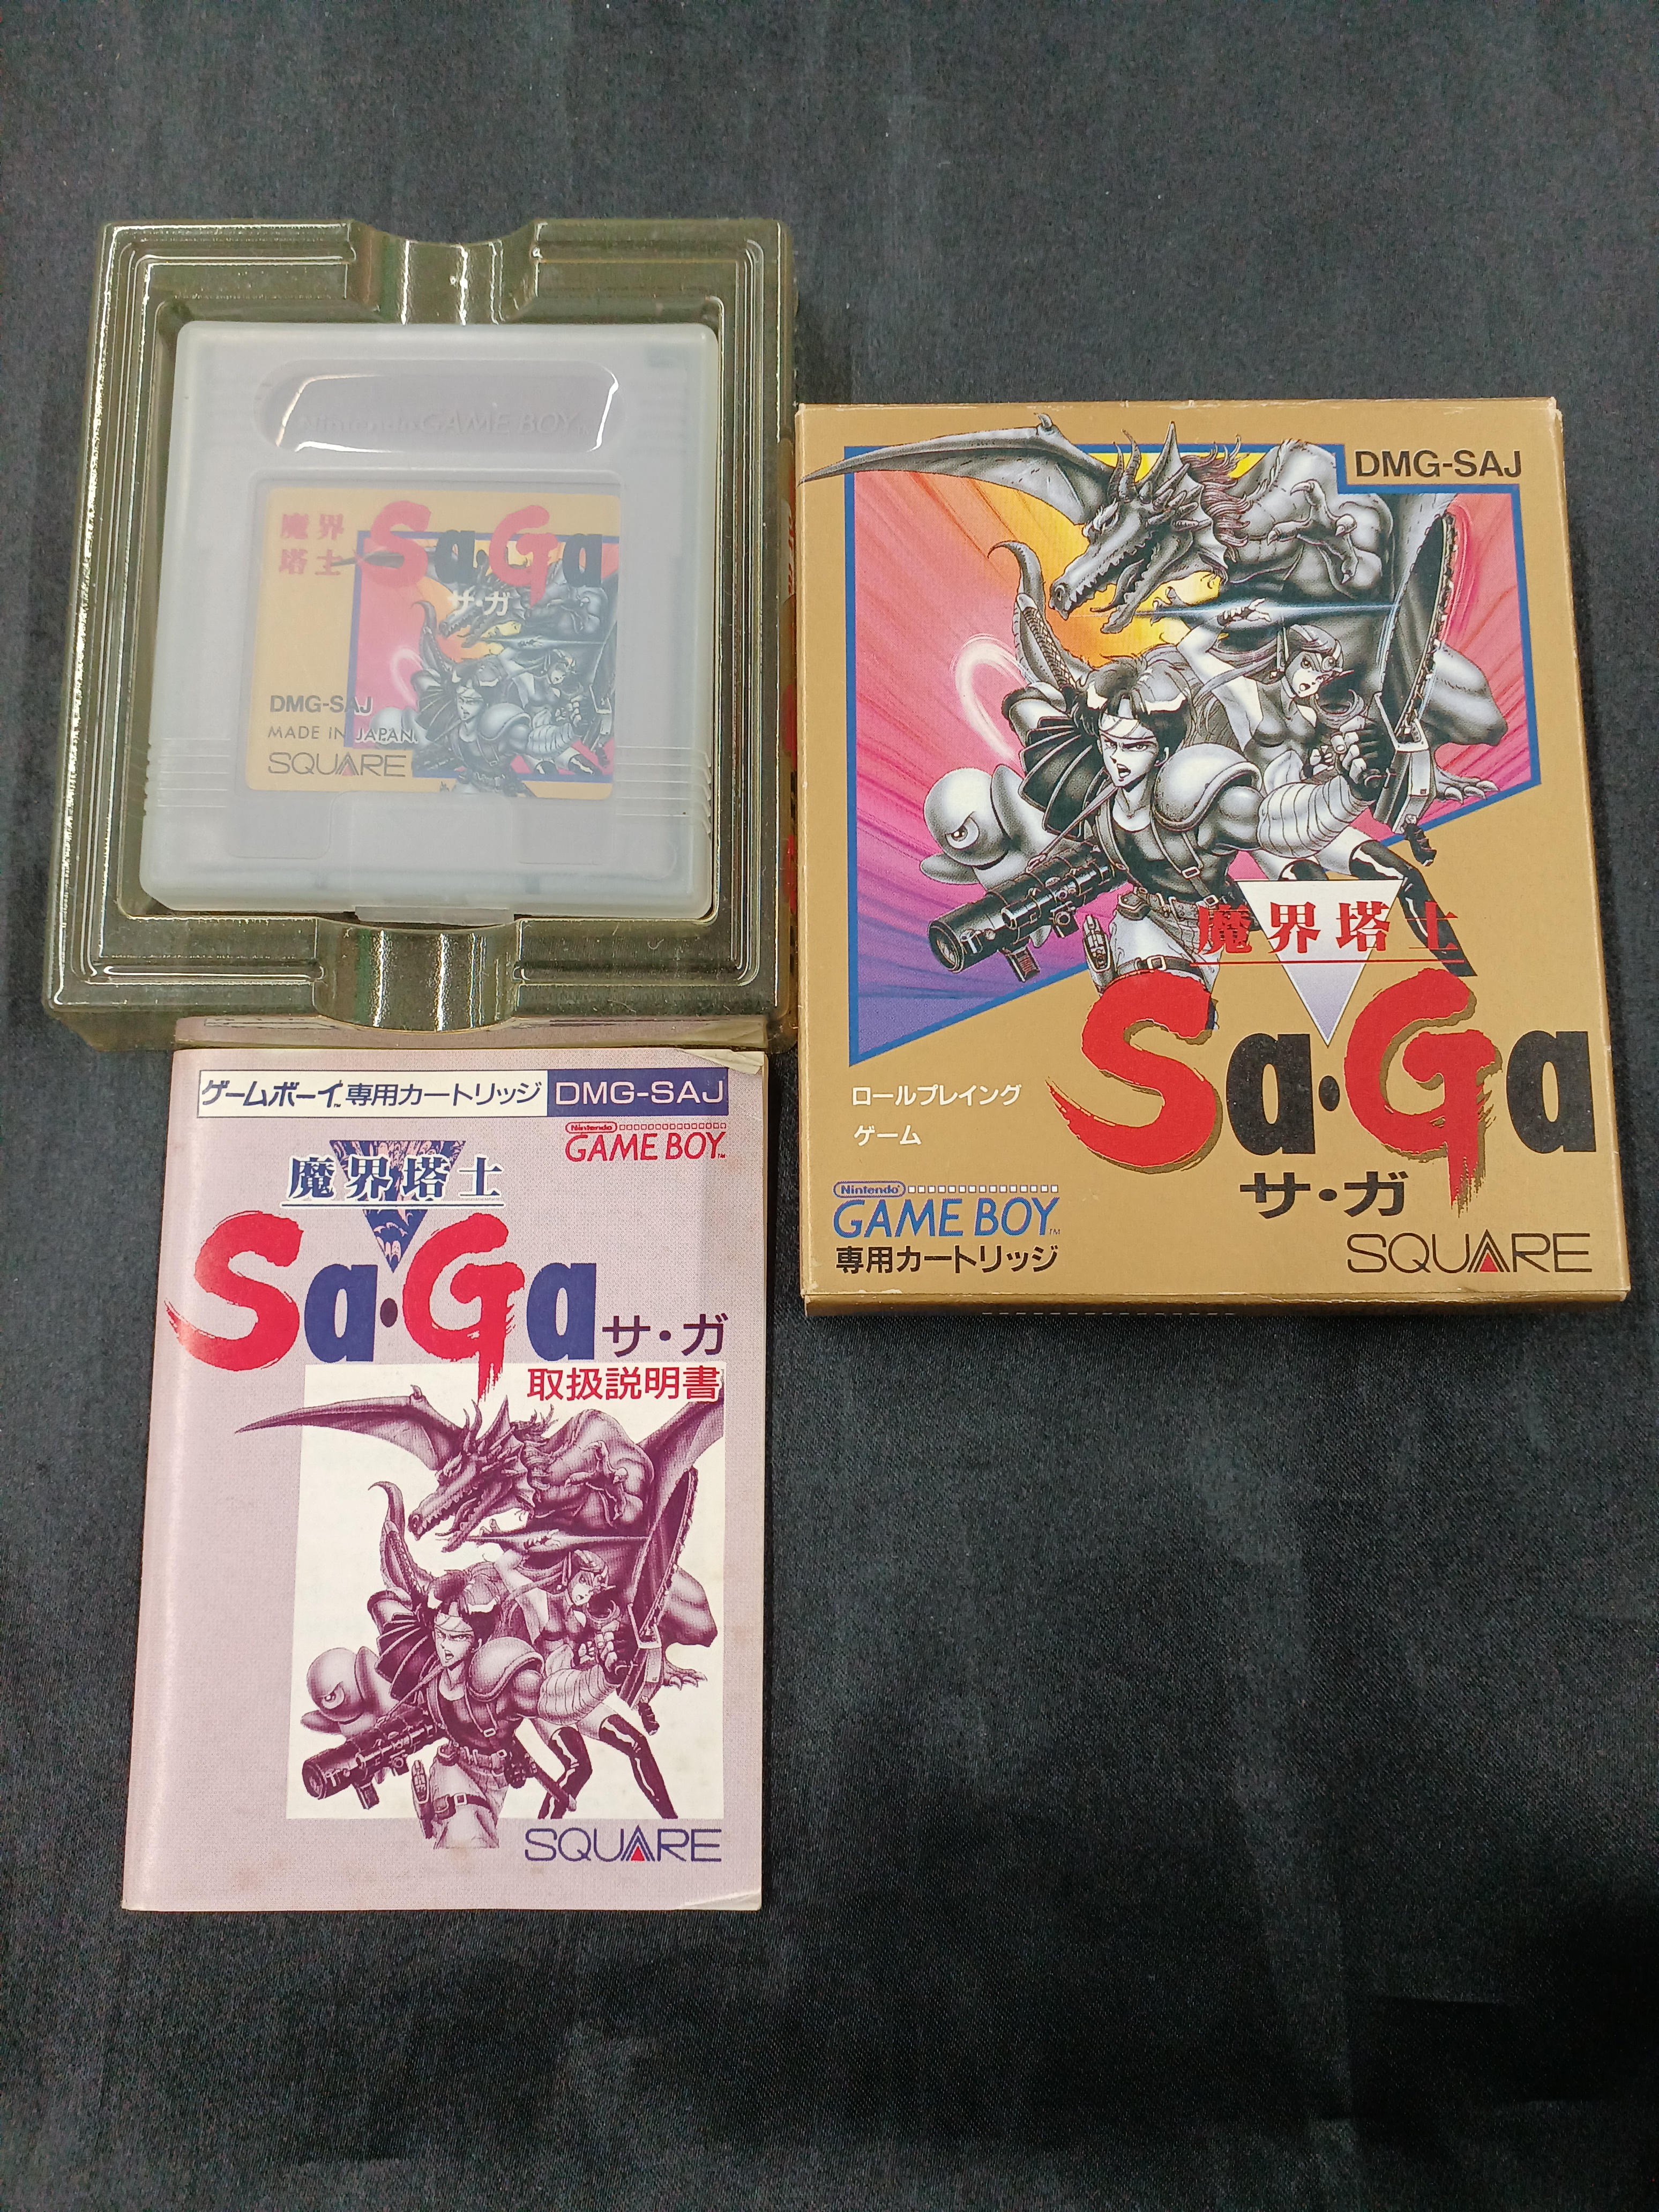 Nintendo GAME BOY
魔界
塔士
Sa・Ga
サ・ガ
DMG-SAJ
MADE IN JAPAN
SQUARE
DMG-SAJ
魔界塔士
Sa・Ga
サ・ガ
ロールプレイング
ゲーム
Nintendo
GAME BOY™
専用カートリッジ
SQUARE
ゲームボーイ™専用カートリッジ DMG-SAJ
Nintendo
GAME BOY™
魔界塔士
Sa・Ga サ・ガ
取扱説明書
SQUARE